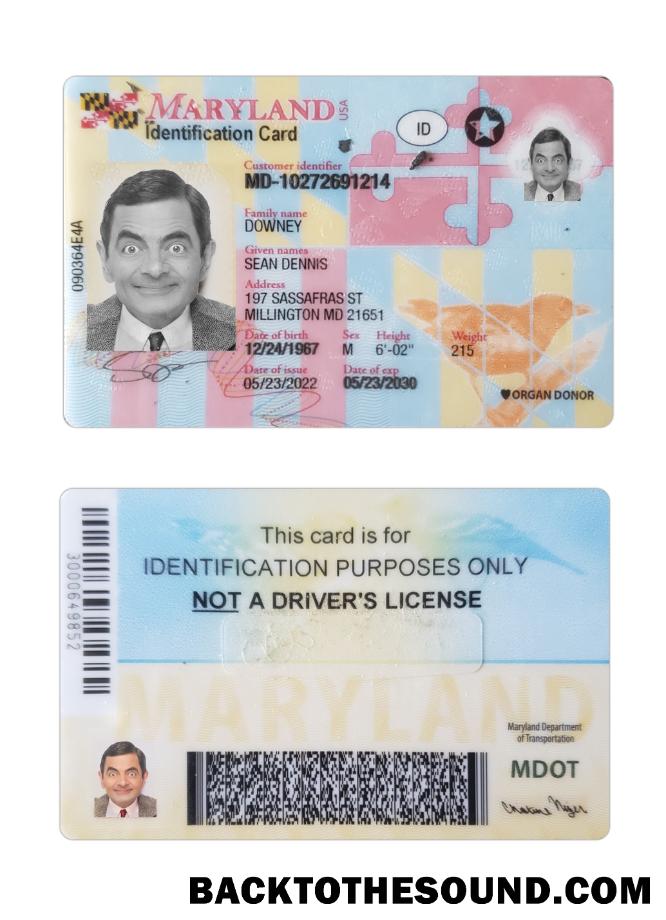 MARYLAND USA
Identification Card
ID
Customer identifier
MD-10272691214
Family name
DOWNEY
Given names
SEAN DENNIS
Address
197 SASSAFRAS ST
MILLINGTON MD 21651
Date of birth Sex Height Weight
12/24/1967 M 6'-02" 215
Date of issue Date of exp
05/23/2022 05/23/2030
ORGAN DONOR
090364E4A
This card is for
IDENTIFICATION PURPOSES ONLY
NOT A DRIVER'S LICENSE
3000649852
MARYLAND
Maryland Department
of Transportation
MDOT
BACKTOTHESOUND.COM